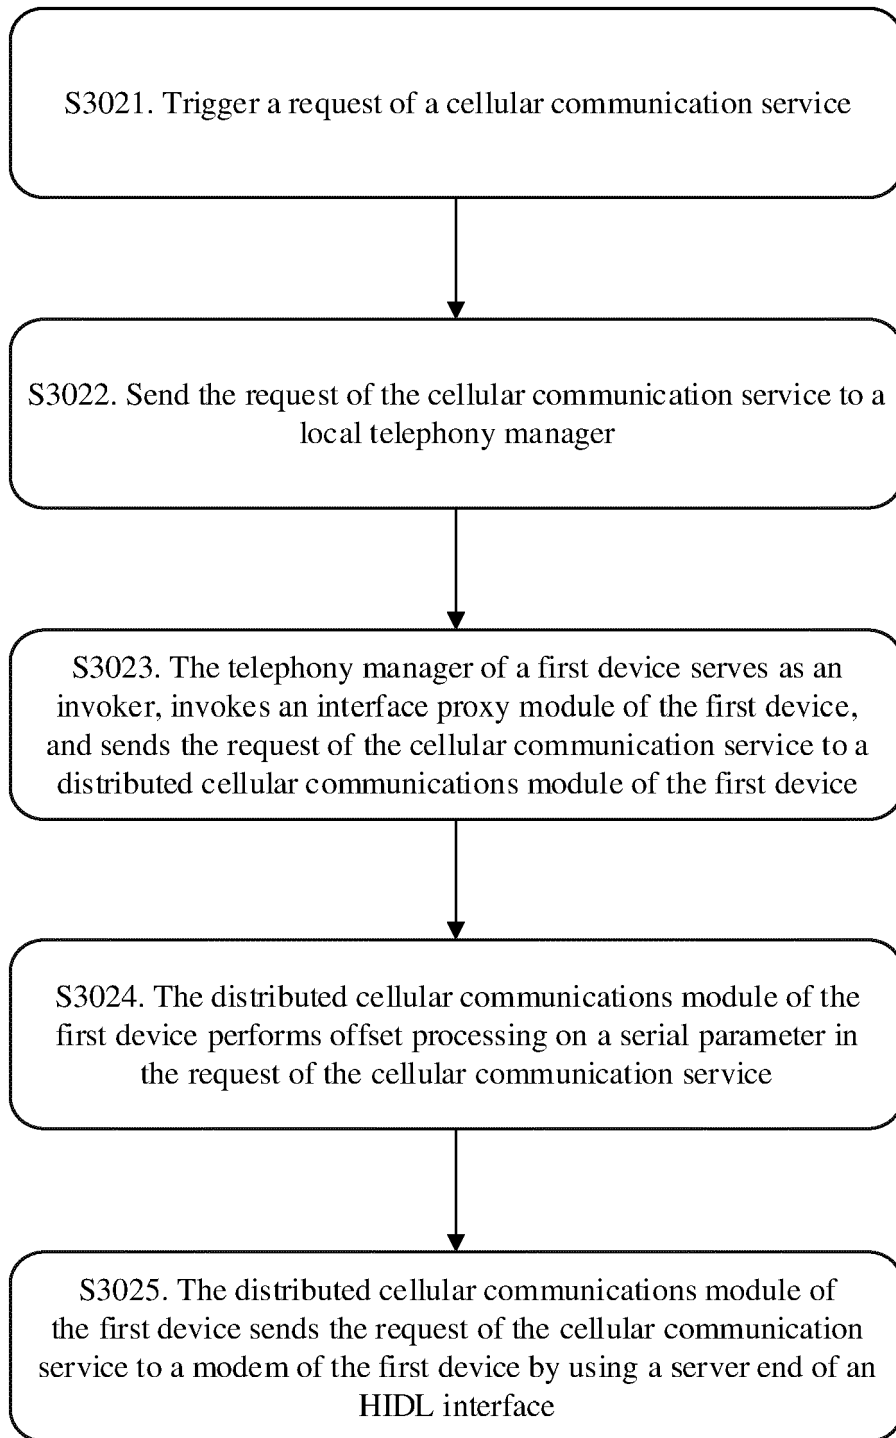 S3021. Trigger a request of a cellular communication service
S3022. Send the request of the cellular communication service to a
local telephony manager
S3023. The telephony manager of a first device serves as an
invoker, invokes an interface proxy module of the first device,
and sends the request of the cellular communication service to a
distributed cellular communications module of the first device
S3024. The distributed cellular communications module of the
first device performs offset processing on a serial parameter in
the request of the cellular communication service
S3025. The distributed cellular communications module of
the first device sends the request of the cellular communication
service to a modem of the first device by using a server end of an
HIDL interface